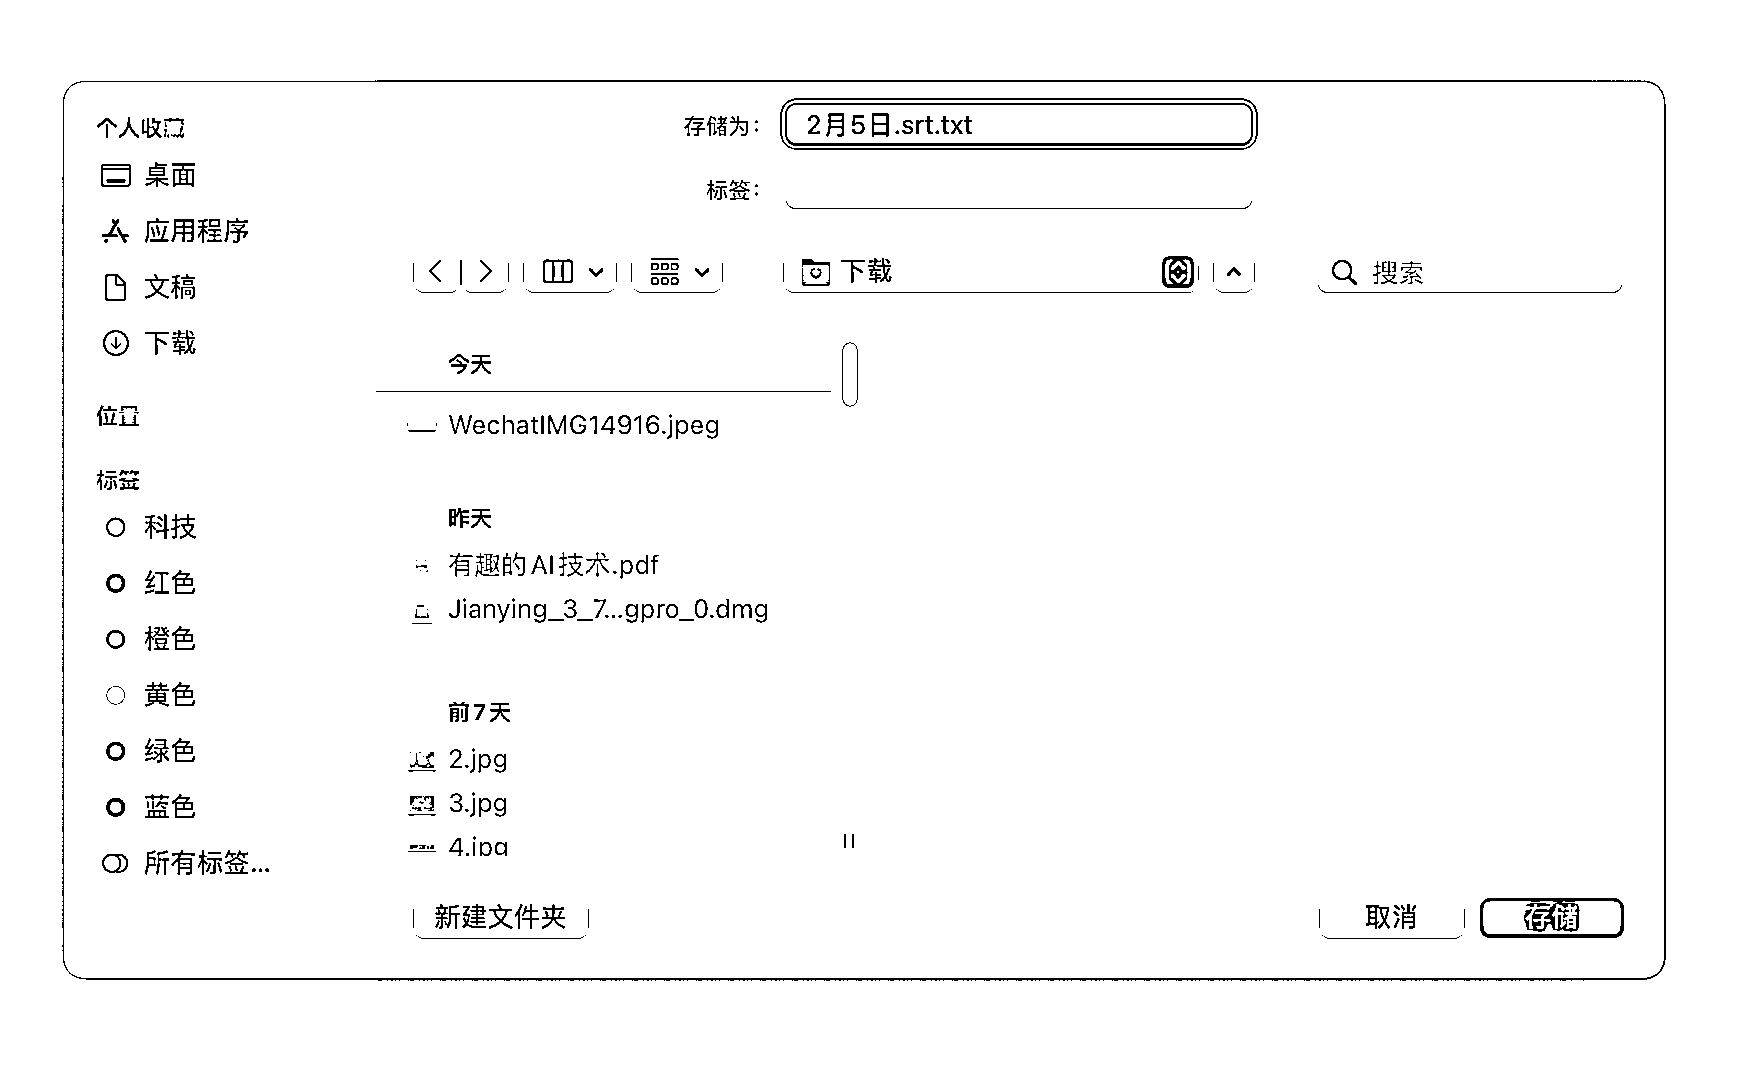 个人收藏
桌面
应用程序
文稿
下载
位置
标签
科技
红色
橙色
黄色
绿色
蓝色
所有标签...
存储为：
2月5日.srt.txt
标签：
下载
搜索
今天
WechatIMG14916.jpeg
昨天
有趣的AI技术.pdf
Jianying_3_7...gpro_0.dmg
前7天
2.jpg
3.jpg
4.jpg
新建文件夹
取消
存储